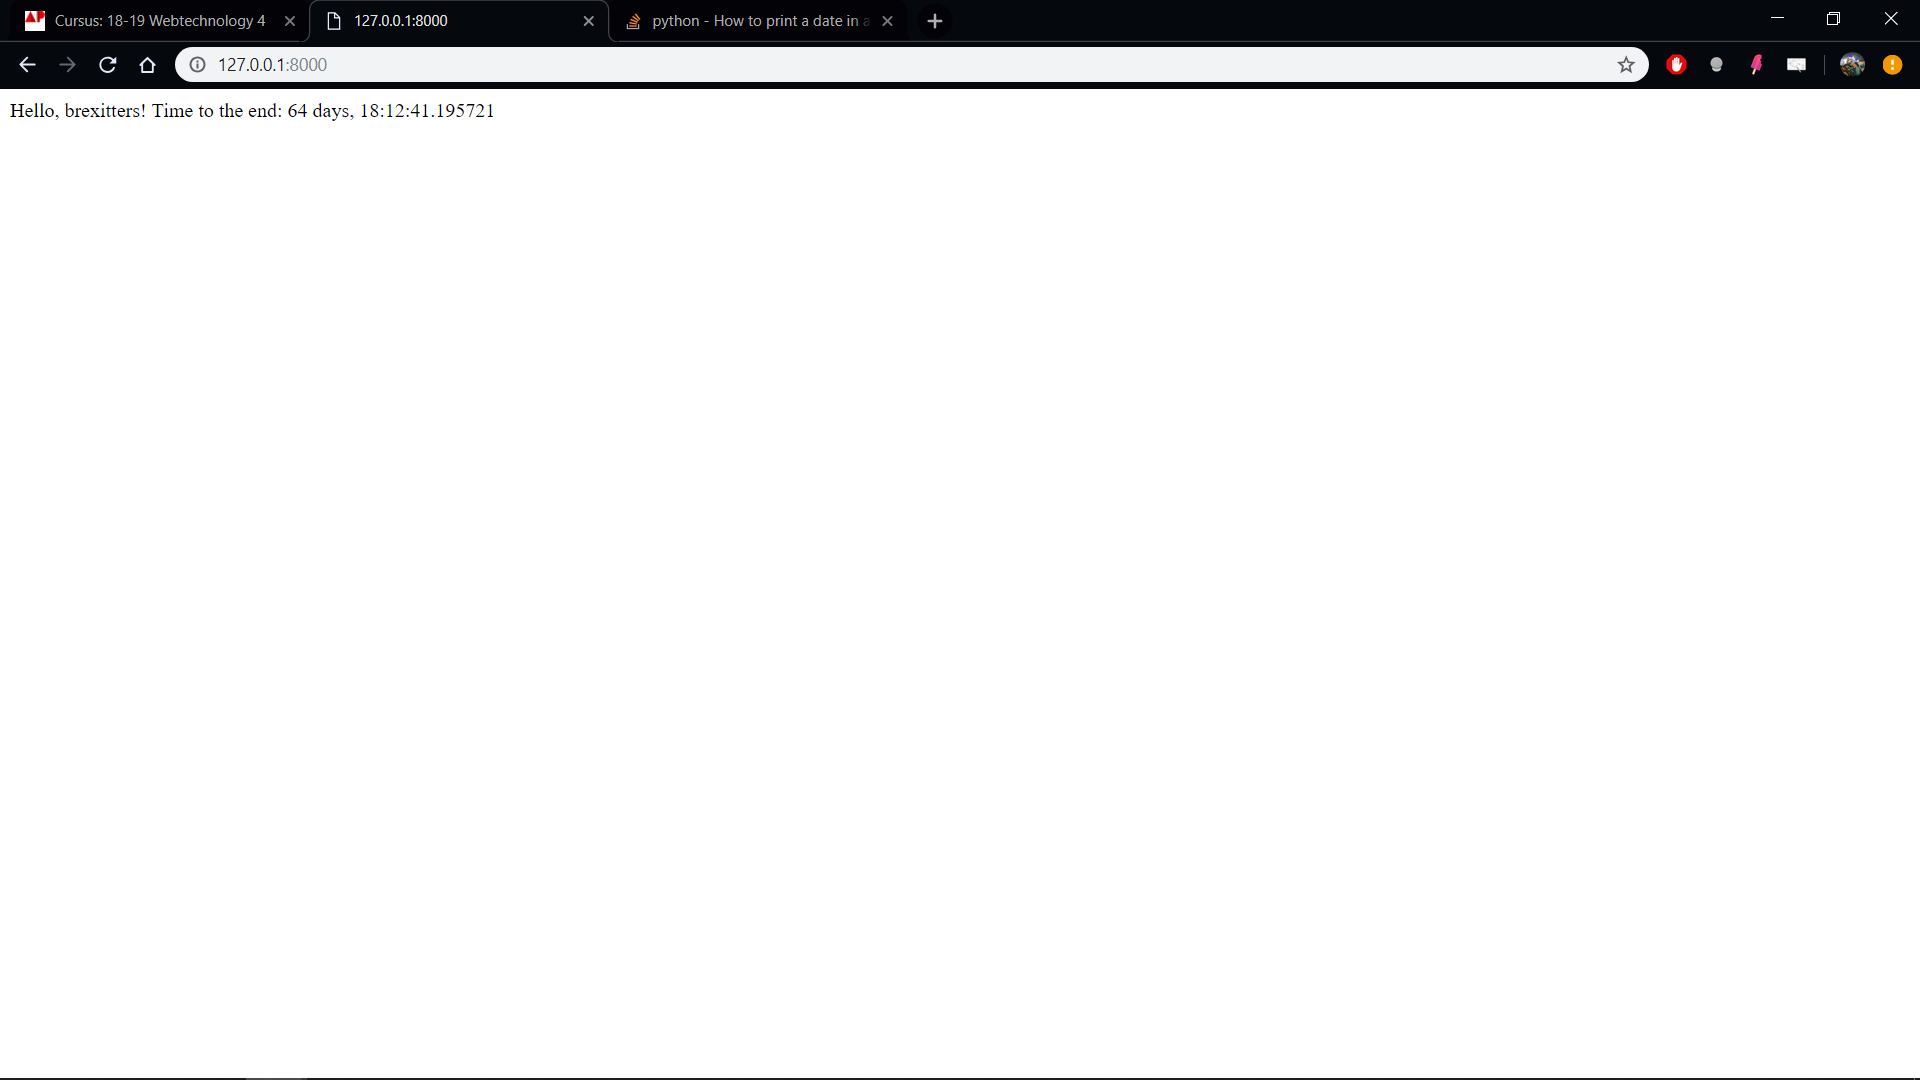 Cursus: 18-19 Webtechnology 4
127.0.0.1:8000
python - How to print a date in a
127.0.0.1:8000
Hello, brexitters! Time to the end: 64 days, 18:12:41.195721